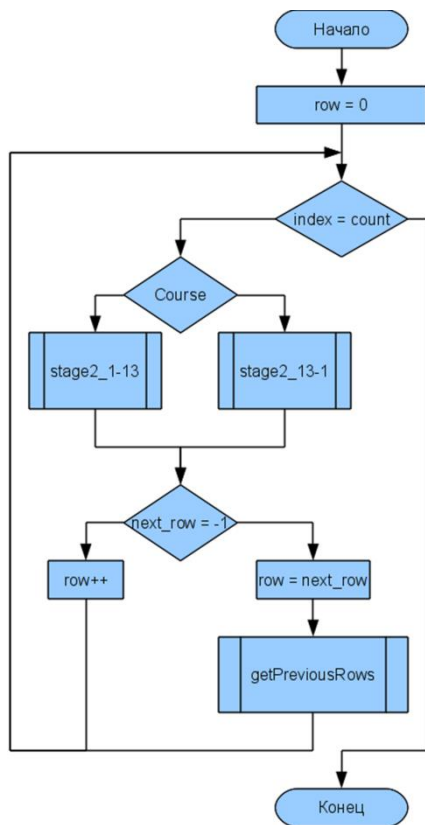 Начало
row = 0
index = count
Course
stage2_1-13
stage2_13-1
next_row = -1
row++
row = next_row
getPreviousRows
Конец